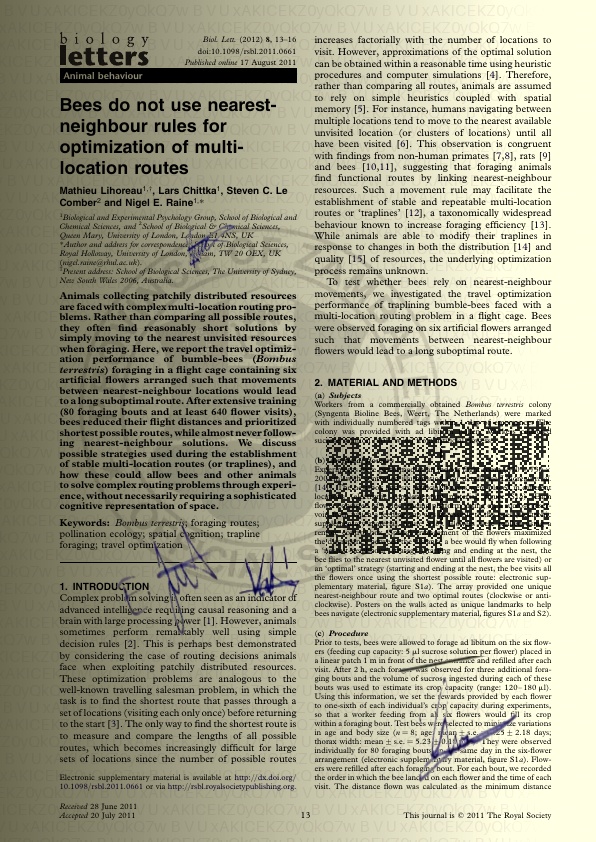 biology
letters
Animal behaviour
Biol. Lett. (2012) 8, 13–16
doi:10.1098/rsbl.2011.0661
Published online 17 August 2011
Bees do not use nearest-
neighbour rules for
optimization of multi-
location routes
Mathieu Lihoreau1,†, Lars Chittka1, Steven C. Le
Comber2 and Nigel E. Raine1,*
1Biological and Experimental Psychology Group, School of Biological and
Chemical Sciences, and 2School of Biological & Chemical Sciences,
Queen Mary, University of London, London E1 4NS, UK
*Author and address for correspondence: of Biological Sciences,
Royal Holloway, University of London, TW 20 OEX, UK
(nigel.raine@rhul.ac.uk).
†Present address: School of Biological Sciences, The University of Sydney,
New South Wales 2006, Australia.
Animals collecting patchily distributed resources
are faced with complex multi-location routing pro-
blems. Rather than comparing all possible routes,
they often find reasonably short solutions by
simply moving to the nearest unvisited resources
when foraging. Here, we report the travel optimiz-
ation performance of bumble-bees (Bombus
terrestris) foraging in a flight cage containing six
artificial flowers arranged such that movements
between nearest-neighbour locations would lead
to a long suboptimal route. After extensive training
(80 foraging bouts and at least 640 flower visits),
bees reduced their flight distances and prioritized
shortest possible routes, while almost never follow-
ing nearest-neighbour solutions. We discuss
possible strategies used during the establishment
of stable multi-location routes (or traplines), and
how these could allow bees and other animals
to solve complex routing problems through experi-
ence, without necessarily requiring a sophisticated
cognitive representation of space.
Keywords: Bombus terrestris; foraging routes;
pollination ecology; spatial cognition; trapline
foraging; travel optimization
1. INTRODUCTION
Complex problem solving is often seen as an indicator of
advanced intelligence requiring causal reasoning and a
brain with large processing power [1]. However, animals
sometimes perform remarkably well using simple
decision rules [2]. This is perhaps best demonstrated
by considering the case of routing decisions animals
face when exploiting patchily distributed resources.
These optimization problems are analogous to the
well-known travelling salesman problem, in which the
task is to find the shortest route that passes through a
set of locations (visiting each only once) before returning
to the start [3]. The only way to find the shortest route is
to measure and compare the lengths of all possible
routes, which becomes increasingly difficult for large
sets of locations since the number of possible routes
Electronic supplementary material is available at http://dx.doi.org/
10.1098/rsbl.2011.0661 or via http://rsbl.royalsocietypublishing.org.
increases factorially with the number of locations to
visit. However, approximations of the optimal solution
can be obtained within a reasonable time using heuristic
procedures and computer simulations [4]. Therefore,
rather than comparing all routes, animals are assumed
to rely on simple heuristics coupled with spatial
memory [5]. For instance, humans navigating between
multiple locations tend to move to the nearest available
unvisited location (or clusters of locations) until all
have been visited [6]. This observation is congruent
with findings from non-human primates [7,8], rats [9]
and bees [10,11], suggesting that foraging animals
find functional routes by linking nearest-neighbour
resources. Such a movement rule may facilitate the
establishment of stable and repeatable multi-location
routes or ‘traplines’ [12], a taxonomically widespread
behaviour known to increase foraging efficiency [13].
While animals are able to modify their traplines in
response to changes in both the distribution [14] and
quality [15] of resources, the underlying optimization
process remains unknown.
To test whether bees rely on nearest-neighbour
movements, we investigated the travel optimization
performance of traplining bumble-bees faced with a
multi-location routing problem in a flight cage. Bees
were observed foraging on six artificial flowers arranged
such that movements between nearest-neighbour
flowers would lead to a long suboptimal route.
2. MATERIAL AND METHODS
(a) Subjects
Workers from a commercially obtained Bombus terrestris colony
(Syngenta Bioline Bees, Weert, The Netherlands) were marked
with individually numbered tags
colony was provided with ad
(b)
of the flowers maximized
a bee would fly when following
and ending at the nest, the
bee flies to the nearest unvisited flower until all flowers are visited) or
an ‘optimal’ strategy (starting and ending at the nest, the bee visits all
the flowers once using the shortest possible route: electronic sup-
plementary material, figure S1a). The array provided one unique
nearest-neighbour route and two optimal routes (clockwise or anti-
clockwise). Posters on the walls acted as unique landmarks to help
bees navigate (electronic supplementary material, figures S1a and S2).
(c) Procedure
Prior to tests, bees were allowed to forage ad libitum on the six flow-
ers (feeding cup capacity: 5 µl sucrose solution per flower) placed in
a linear patch 1 m in front of the nest entrance and refilled after each
visit. After 2 h, each forager was observed for three additional fora-
ging bouts and the volume of sucrose ingested during each of these
bouts was used to estimate its crop capacity (range: 120–180 µl).
Using this information, we set the rewards provided by each flower
to one-sixth of each individual’s crop capacity during experiments,
so that a worker feeding from six flowers would fill its crop
within a foraging bout. Test bees were selected to minimize variations
in age and body size (n = 8; age: mean ± s.e. ± 2.18 days;
thorax width: mean ± s.e. = 5.23 ± They were observed
individually for 80 foraging bouts same day in the six-flower
arrangement (electronic supplementary material, figure S1a). Flow-
ers were refilled after each foraging bout. For each bout, we recorded
the order in which the bee landed on each flower and the time of each
visit. The distance flown was calculated as the minimum distance
Received 28 June 2011
Accepted 20 July 2011
13
This journal is © 2011 The Royal Society